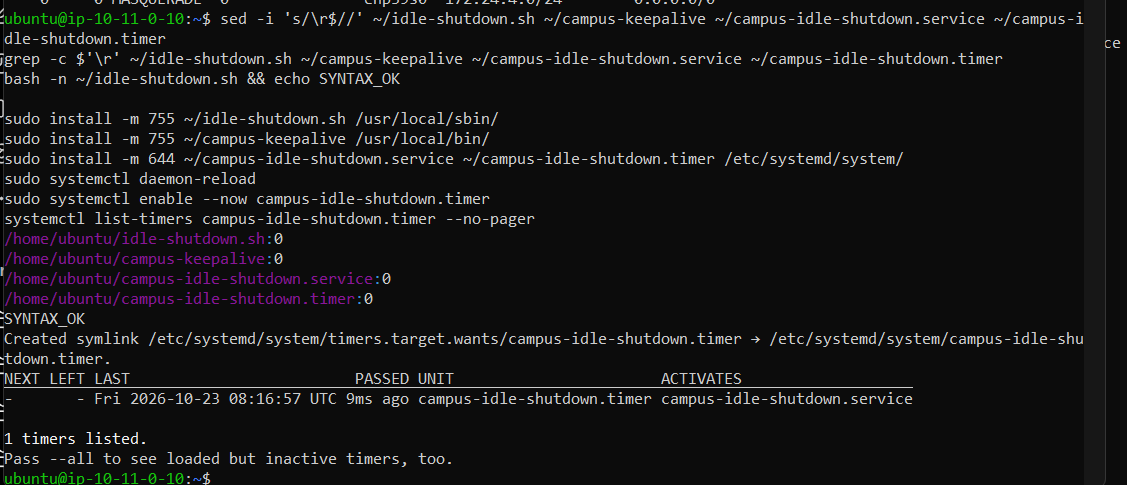 ubuntu@ip-10-11-0-10:~$ sed -i 's/\r$//' ~/idle-shutdown.sh ~/campus-keepalive ~/campus-idle-shutdown.service ~/campus-i
dle-shutdown.timer
grep -c $'\r' ~/idle-shutdown.sh ~/campus-keepalive ~/campus-idle-shutdown.service ~/campus-idle-shutdown.timer
bash -n ~/idle-shutdown.sh && echo SYNTAX_OK

sudo install -m 755 ~/idle-shutdown.sh /usr/local/sbin/
sudo install -m 755 ~/campus-keepalive /usr/local/bin/
sudo install -m 644 ~/campus-idle-shutdown.service ~/campus-idle-shutdown.timer /etc/systemd/system/
sudo systemctl daemon-reload
sudo systemctl enable --now campus-idle-shutdown.timer
systemctl list-timers campus-idle-shutdown.timer --no-pager
/home/ubuntu/idle-shutdown.sh:0
/home/ubuntu/campus-keepalive:0
/home/ubuntu/campus-idle-shutdown.service:0
/home/ubuntu/campus-idle-shutdown.timer:0
SYNTAX_OK
Created symlink /etc/systemd/system/timers.target.wants/campus-idle-shutdown.timer → /etc/systemd/system/campus-idle-shu
tdown.timer.
NEXT LEFT LAST                        PASSED UNIT                       ACTIVATES
-       - Fri 2026-10-23 08:16:57 UTC 9ms ago campus-idle-shutdown.timer campus-idle-shutdown.service

1 timers listed.
Pass --all to see loaded but inactive timers, too.
ubuntu@ip-10-11-0-10:~$